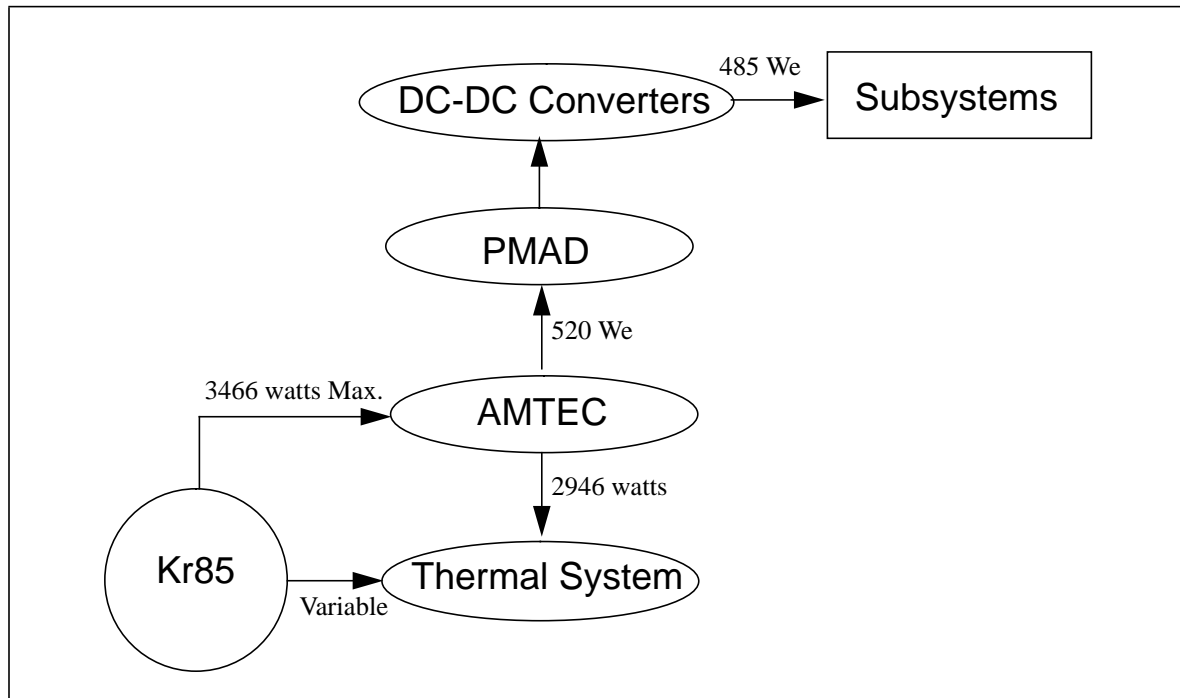 485 We
DC-DC Converters
Subsystems
PMAD
520 We
3466 watts Max.
AMTEC
2946 watts
Kr85
Thermal System
Variable